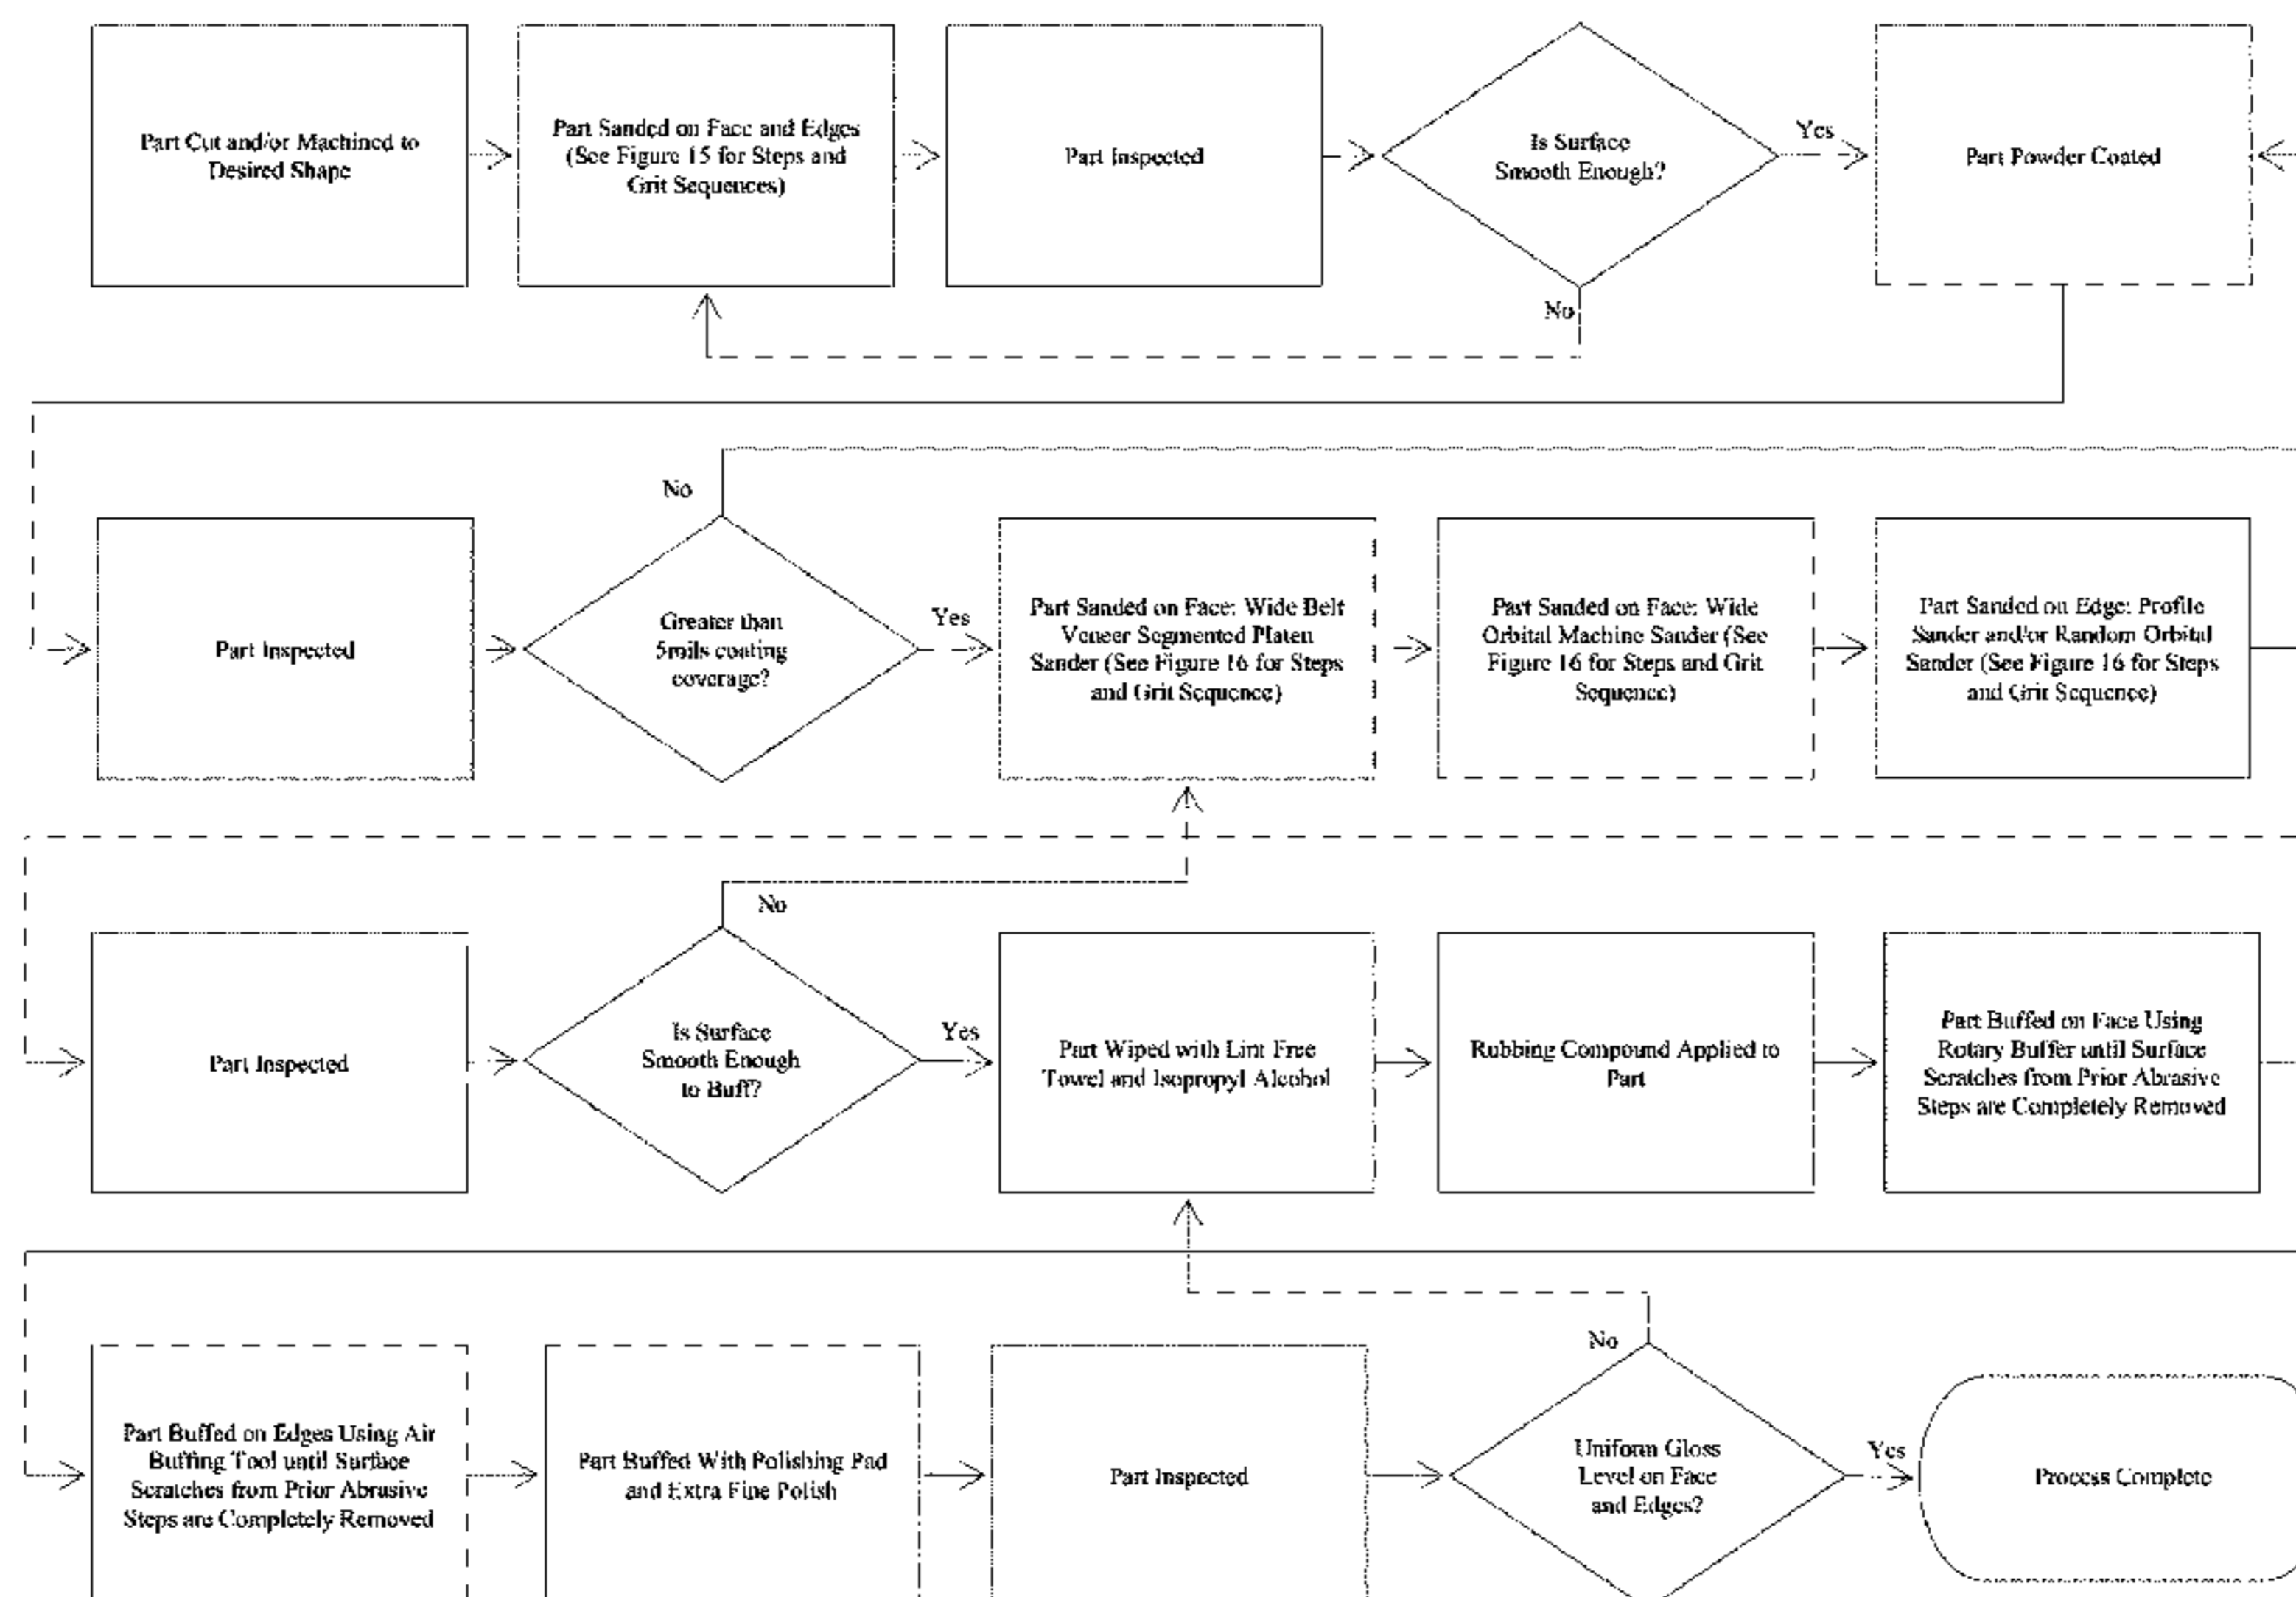 Part Cut and/or Machined to
Desired Shape
Part Sanded on Face and Edges
(See Figure 15 for Steps and
Grit Sequences)
Part Inspected
Is Surface
Smooth Enough?
Yes
No
Part Powder Coated
Part Inspected
No
Greater than
5mils coating
coverage?
Yes
Part Sanded on Face: Wide Belt
Veneer Segmented Platen
Sander (See Figure 16 for Steps
and Grit Sequence)
Part Sanded on Face: Wide
Orbital Machine Sander (See
Figure 16 for Steps and Grit
Sequence)
Part Sanded on Edge: Profile
Sander and/or Random Orbital
Sander (See Figure 16 for Steps
and Grit Sequence)
Part Inspected
No
Is Surface
Smooth Enough
to Buff?
Yes
Part Wiped with Lint Free
Towel and Isopropyl Alcohol
Rubbing Compound Applied to
Part
Part Buffed on Face Using
Rotary Buffer until Surface
Scratches from Prior Abrasive
Steps are Completely Removed
Part Buffed on Edges Using Air
Buffing Tool until Surface
Scratches from Prior Abrasive
Steps are Completely Removed
Part Buffed With Polishing Pad
and Extra Fine Polish
Part Inspected
No
Uniform Gloss
Level on Face
and Edges?
Yes
Process Complete